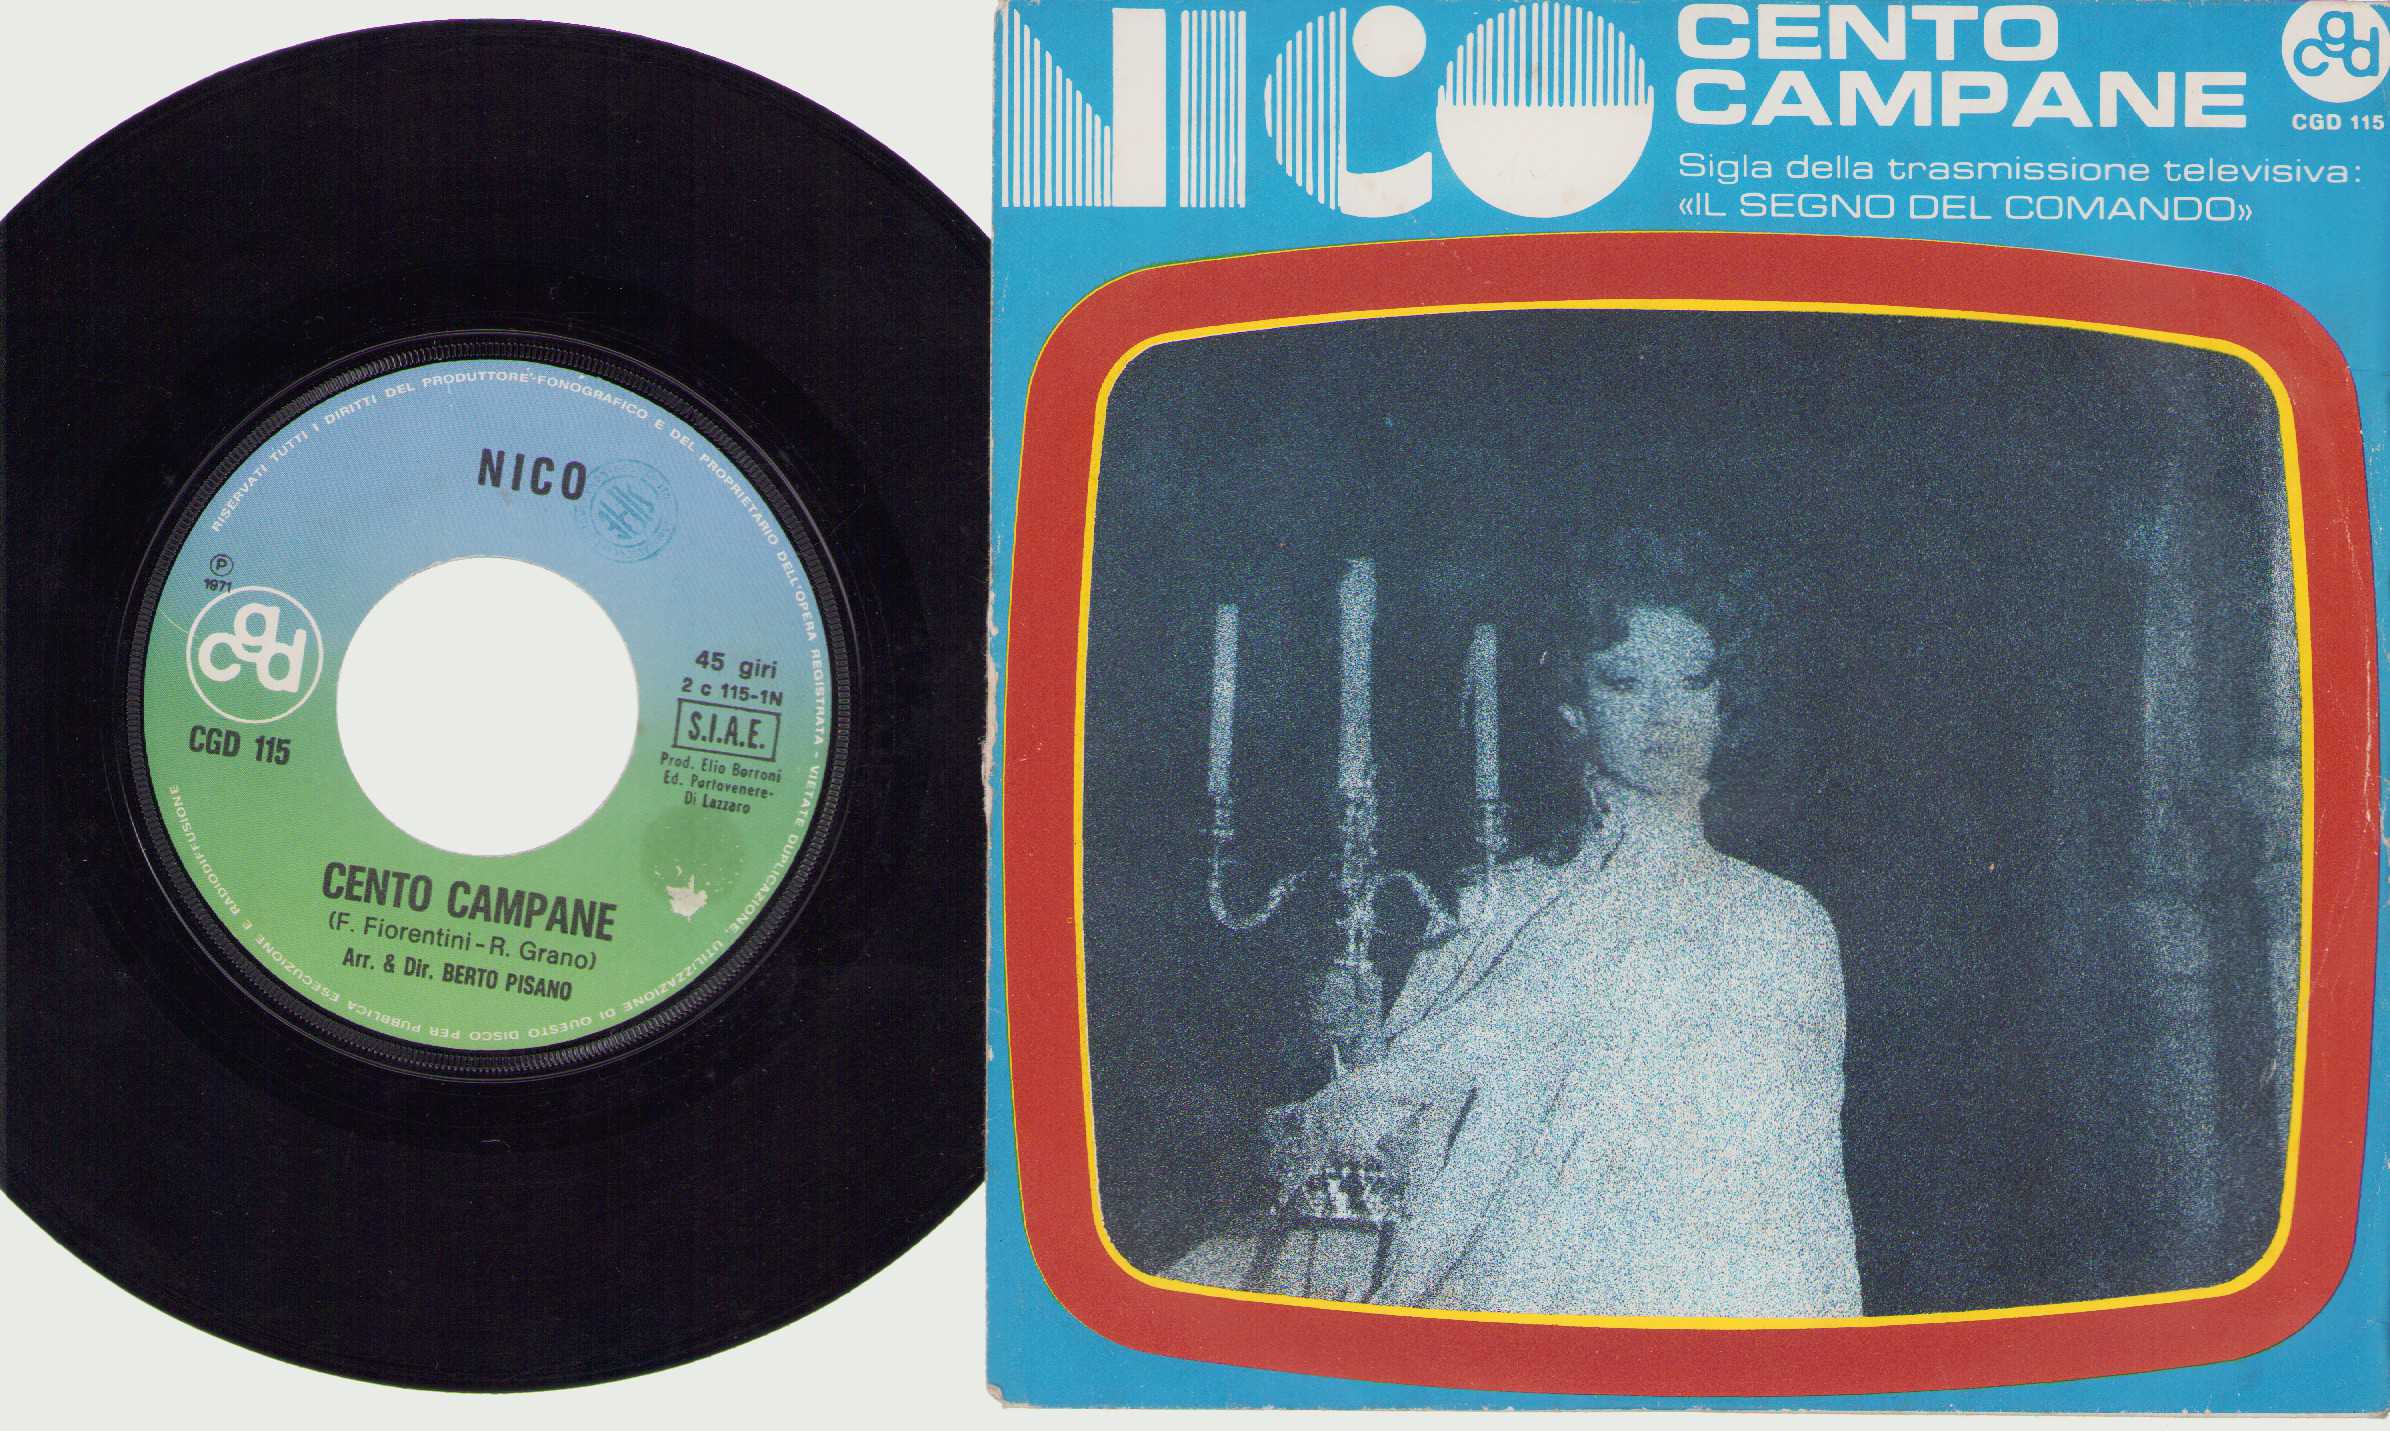 NICO
RISERVATI TUTTI I DIRITTI DEL PRODUTTORE FONOGRAFICO E DEL PROPRIETARIO DELL'OPERA REGISTRATA - VIETATE DUPLICAZIONE, UTILIZZAZIONE DI QUESTO DISCO PER PUBBLICA ESECUZIONE E RADIODIFFUSIONE
P
1971
cgd
CGD 115
45 giri
2 c 115-1N
S.I.A.E.
Prod. Elio Borroni
Ed. Portovenere-
Di Lazzaro
CENTO CAMPANE
(F. Fiorentini - R. Grano)
Arr. & Dir. BERTO PISANO
NICO
CENTO
CAMPANE
Sigla della trasmissione televisiva:
«IL SEGNO DEL COMANDO»
cgd
CGD 115